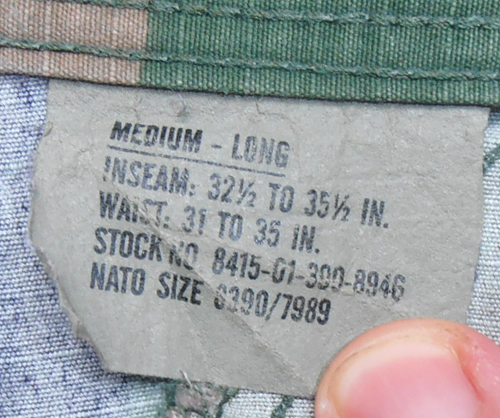 MEDIUM - LONG
INSEAM: 32½ TO 35½ IN.
WAIST: 31 TO 35 IN.
STOCK NO 8415-01-390-8946
NATO SIZE 0390/7989